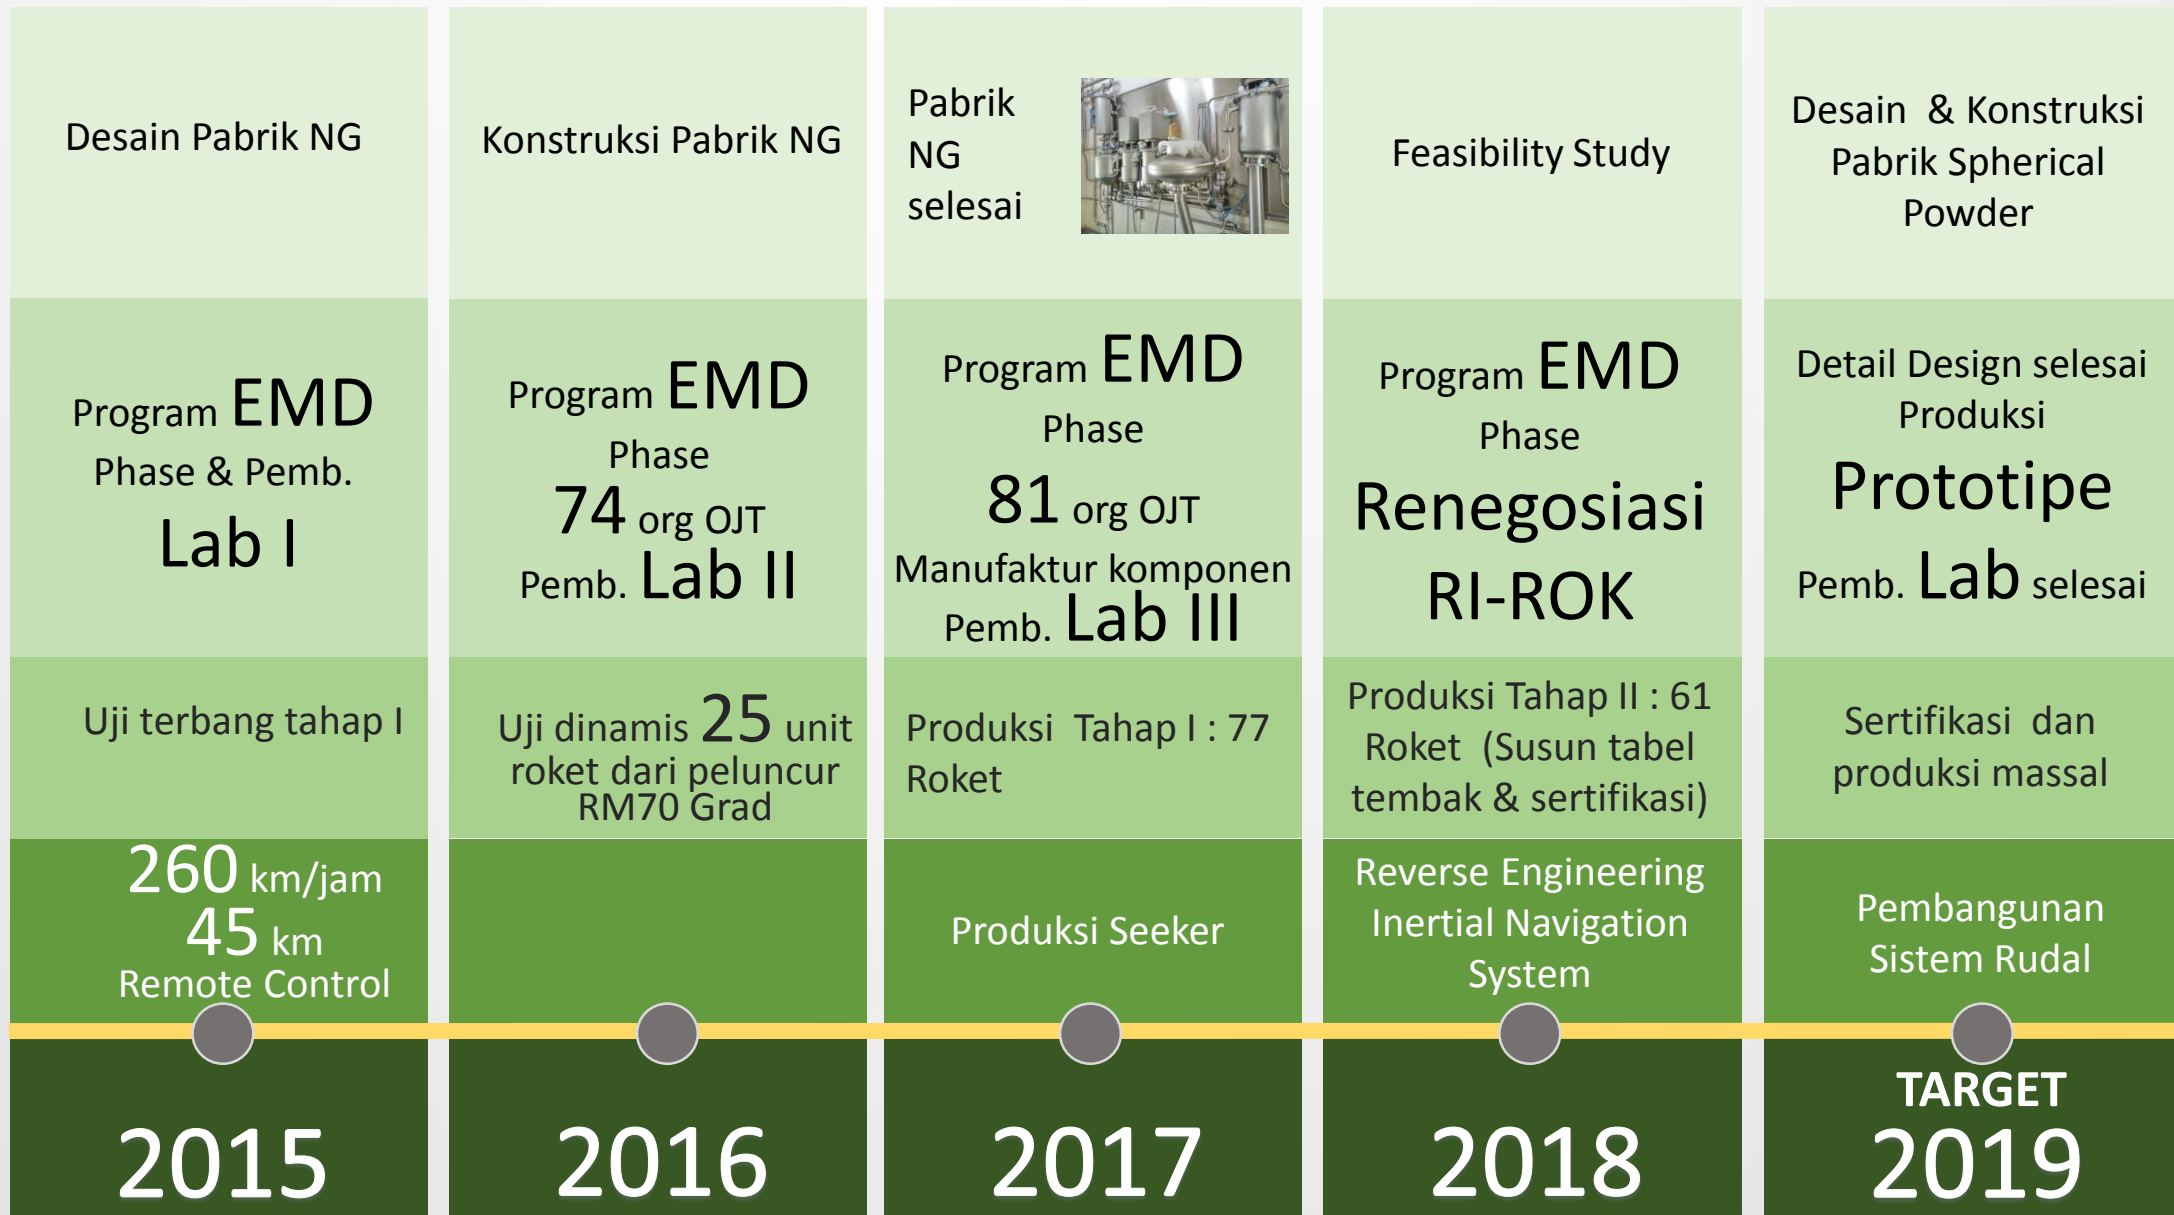 Desain Pabrik NG
Konstruksi Pabrik NG
Pabrik
NG
selesai
Feasibility Study
Desain & Konstruksi
Pabrik Spherical
Powder
Program EMD
Phase & Pemb.
Lab I
Program EMD
Phase
74 org OJT
Pemb. Lab II
Program EMD
Phase
81 org OJT
Manufaktur komponen
Pemb. Lab III
Program EMD
Phase
Renegosiasi
RI-ROK
Detail Design selesai
Produksi
Prototipe
Pemb. Lab selesai
Uji terbang tahap I
Uji dinamis 25 unit
roket dari peluncur
RM70 Grad
Produksi Tahap I : 77
Roket
Produksi Tahap II : 61
Roket (Susun tabel
tembak & sertifikasi)
Sertifikasi dan
produksi massal
260 km/jam
45 km
Remote Control
Produksi Seeker
Reverse Engineering
Inertial Navigation
System
Pembangunan
Sistem Rudal
2015
2016
2017
2018
TARGET
2019